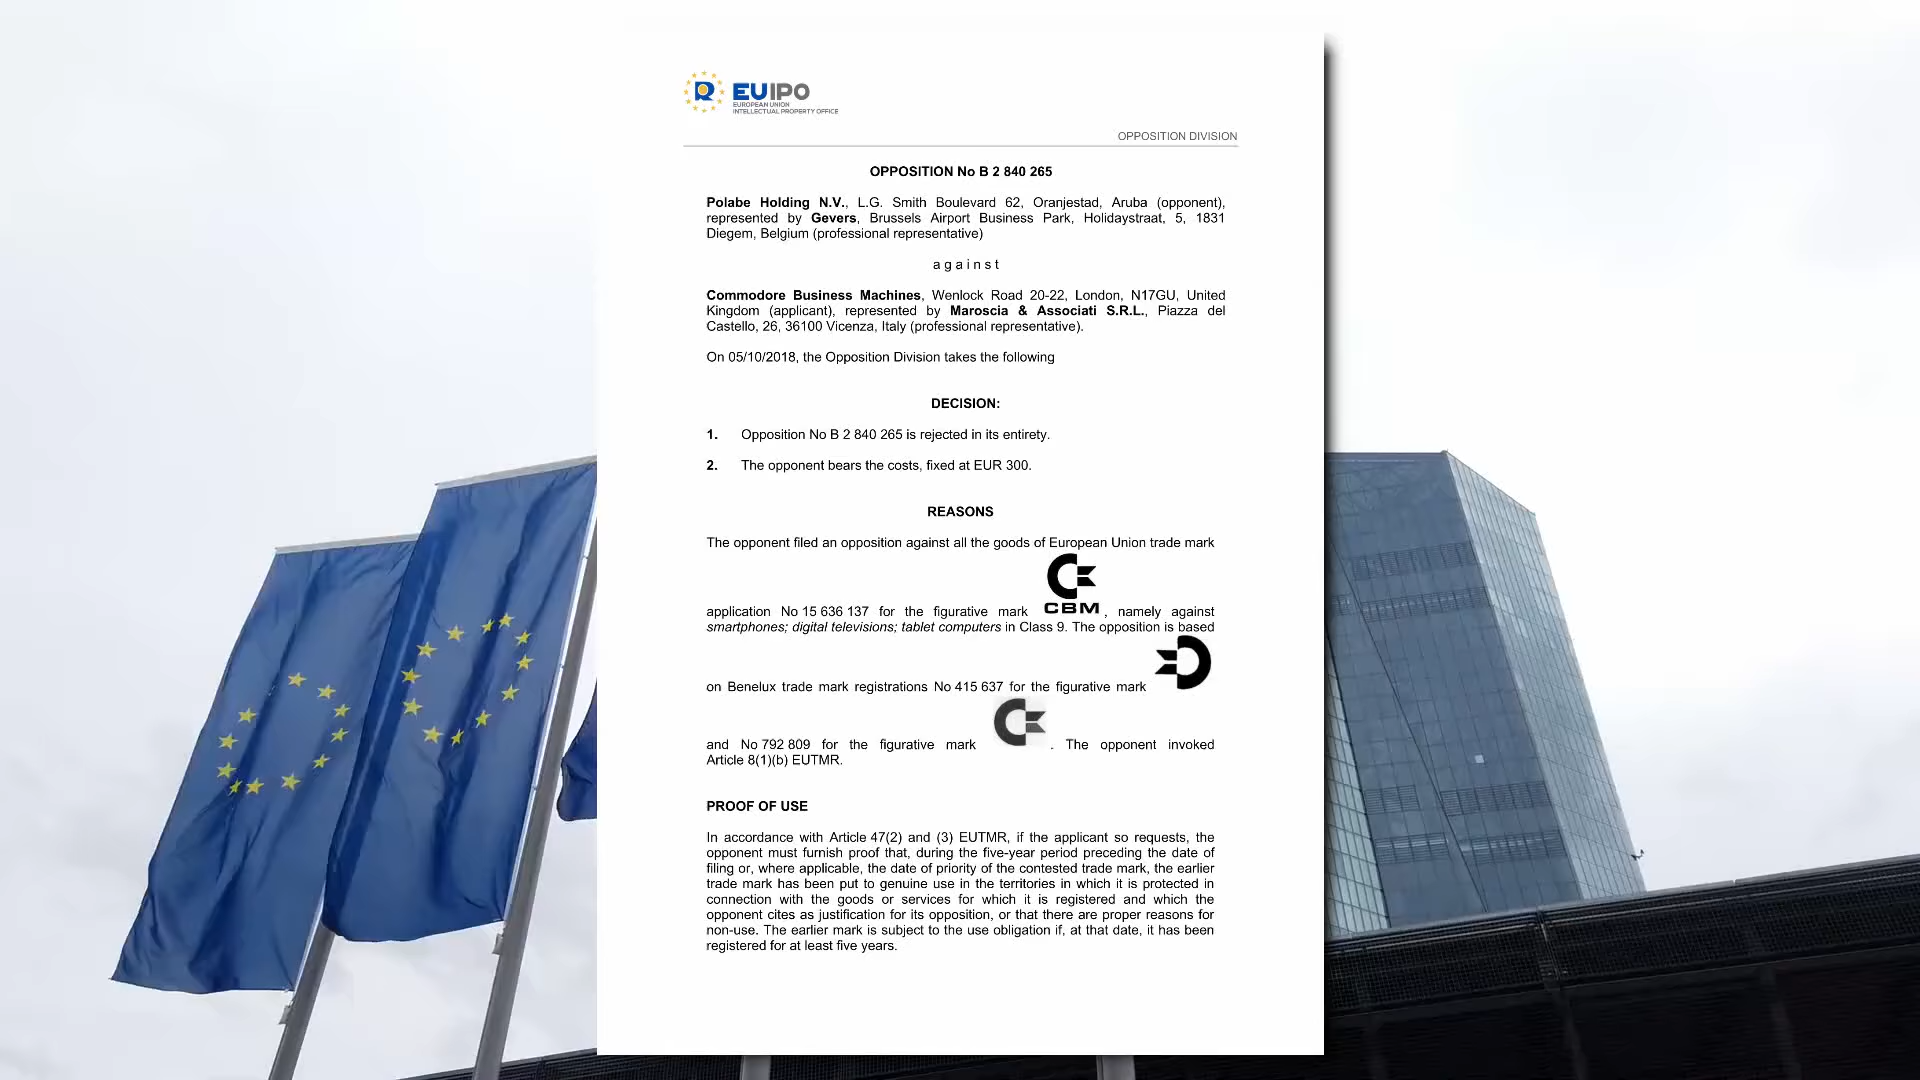 EUIPO
EUROPEAN UNION
INTELLECTUAL PROPERTY OFFICE
OPPOSITION DIVISION
OPPOSITION No B 2 840 265
Polabe Holding N.V., L.G. Smith Boulevard 62, Oranjestad, Aruba (opponent),
represented by Gevers, Brussels Airport Business Park, Holidaystraat, 5, 1831
Diegem, Belgium (professional representative)
against
Commodore Business Machines, Wenlock Road 20-22, London, N17GU, United
Kingdom (applicant), represented by Maroscia & Associati S.R.L., Piazza del
Castello, 26, 36100 Vicenza, Italy (professional representative).
On 05/10/2018, the Opposition Division takes the following
DECISION:
1. Opposition No B 2 840 265 is rejected in its entirety.
2. The opponent bears the costs, fixed at EUR 300.
REASONS
The opponent filed an opposition against all the goods of European Union trade mark
application No 15 636 137 for the figurative mark CBM, namely against
smartphones; digital televisions; tablet computers in Class 9. The opposition is based
on Benelux trade mark registrations No 415 637 for the figurative mark
and No 792 809 for the figurative mark . The opponent invoked
Article 8(1)(b) EUTMR.
PROOF OF USE
In accordance with Article 47(2) and (3) EUTMR, if the applicant so requests, the
opponent must furnish proof that, during the five-year period preceding the date of
filing or, where applicable, the date of priority of the contested trade mark, the earlier
trade mark has been put to genuine use in the territories in which it is protected in
connection with the goods or services for which it is registered and which the
opponent cites as justification for its opposition, or that there are proper reasons for
non-use. The earlier mark is subject to the use obligation if, at that date, it has been
registered for at least five years.